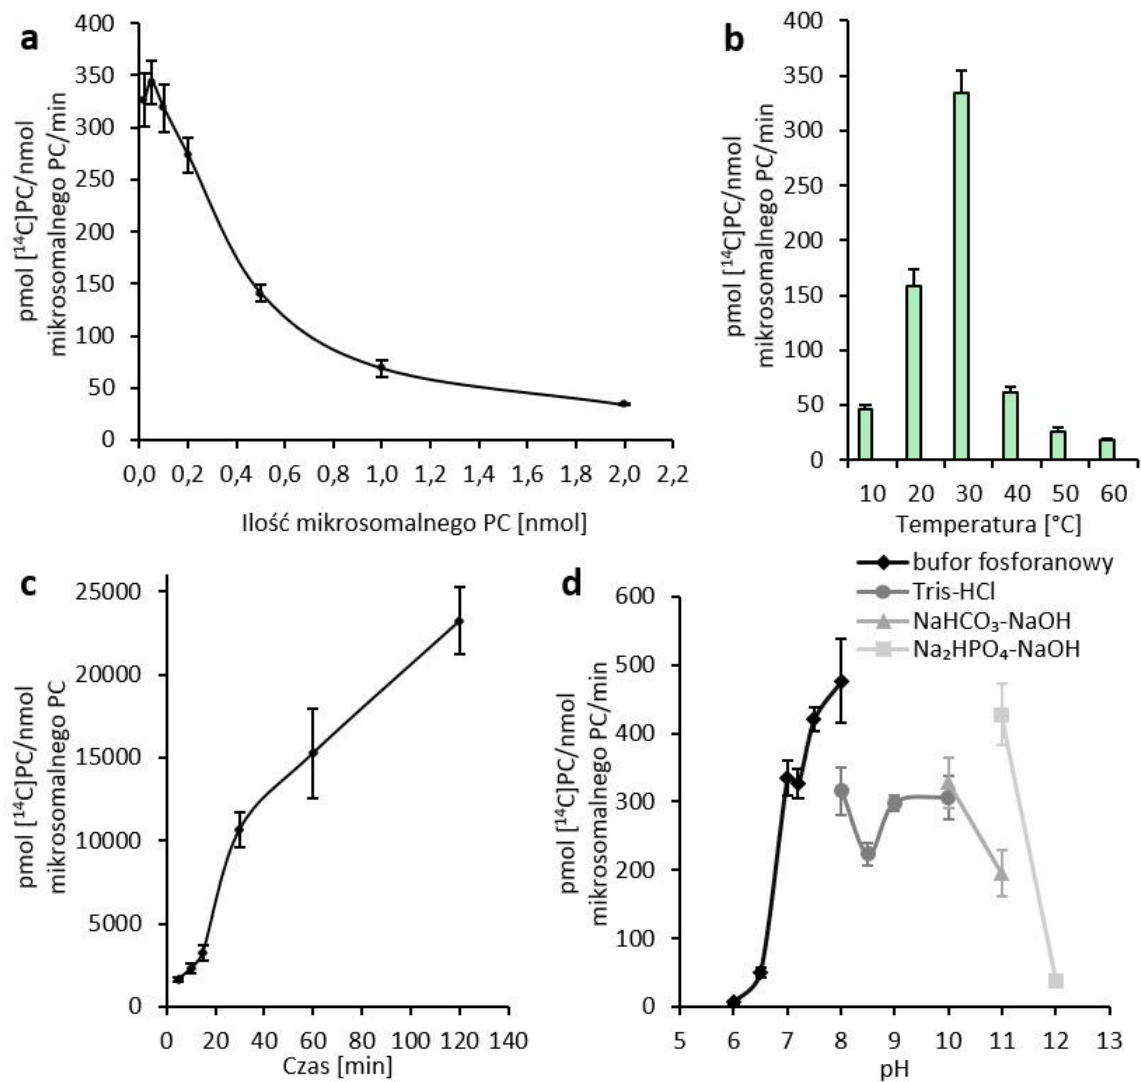 a
400
350
300
250
200
150
100
50
0
pmol [¹⁴C]PC/nmol
mikrosomalnego PC/min
0,0 0,2 0,4 0,6 0,8 1,0 1,2 1,4 1,6 1,8 2,0 2,2
Ilość mikrosomalnego PC [nmol]
b
400
350
300
250
200
150
100
50
0
pmol [¹⁴C]PC/nmol
mikrosomalnego PC/min
10 20 30 40 50 60
Temperatura [°C]
c
25000
20000
15000
10000
5000
0
pmol [¹⁴C]PC/nmol
mikrosomalnego PC
0 20 40 60 80 100 120 140
Czas [min]
d
bufor fosforanowy
Tris-HCl
NaHCO₃-NaOH
Na₂HPO₄-NaOH
600
500
400
300
200
100
0
pmol [¹⁴C]PC/nmol
mikrosomalnego PC/min
5 6 7 8 9 10 11 12 13
pH